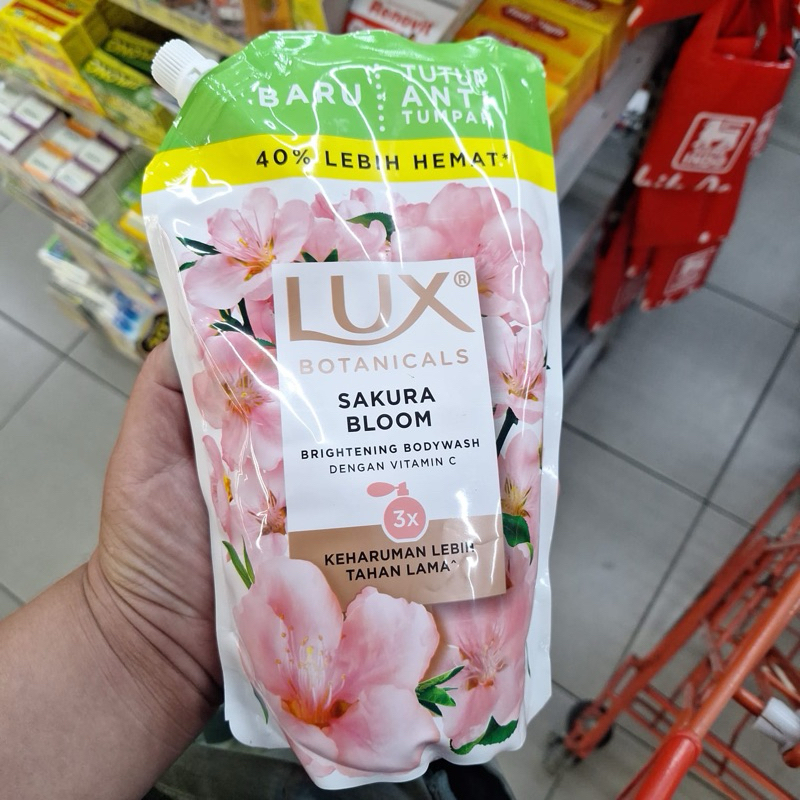 BARU
TUTUP
ANTI
TUMPAH
40% LEBIH HEMAT*
LUX®
BOTANICALS
SAKURA
BLOOM
BRIGHTENING BODYWASH
DENGAN VITAMIN C
3x
KEHARUMAN LEBIH
TAHAN LAMA^